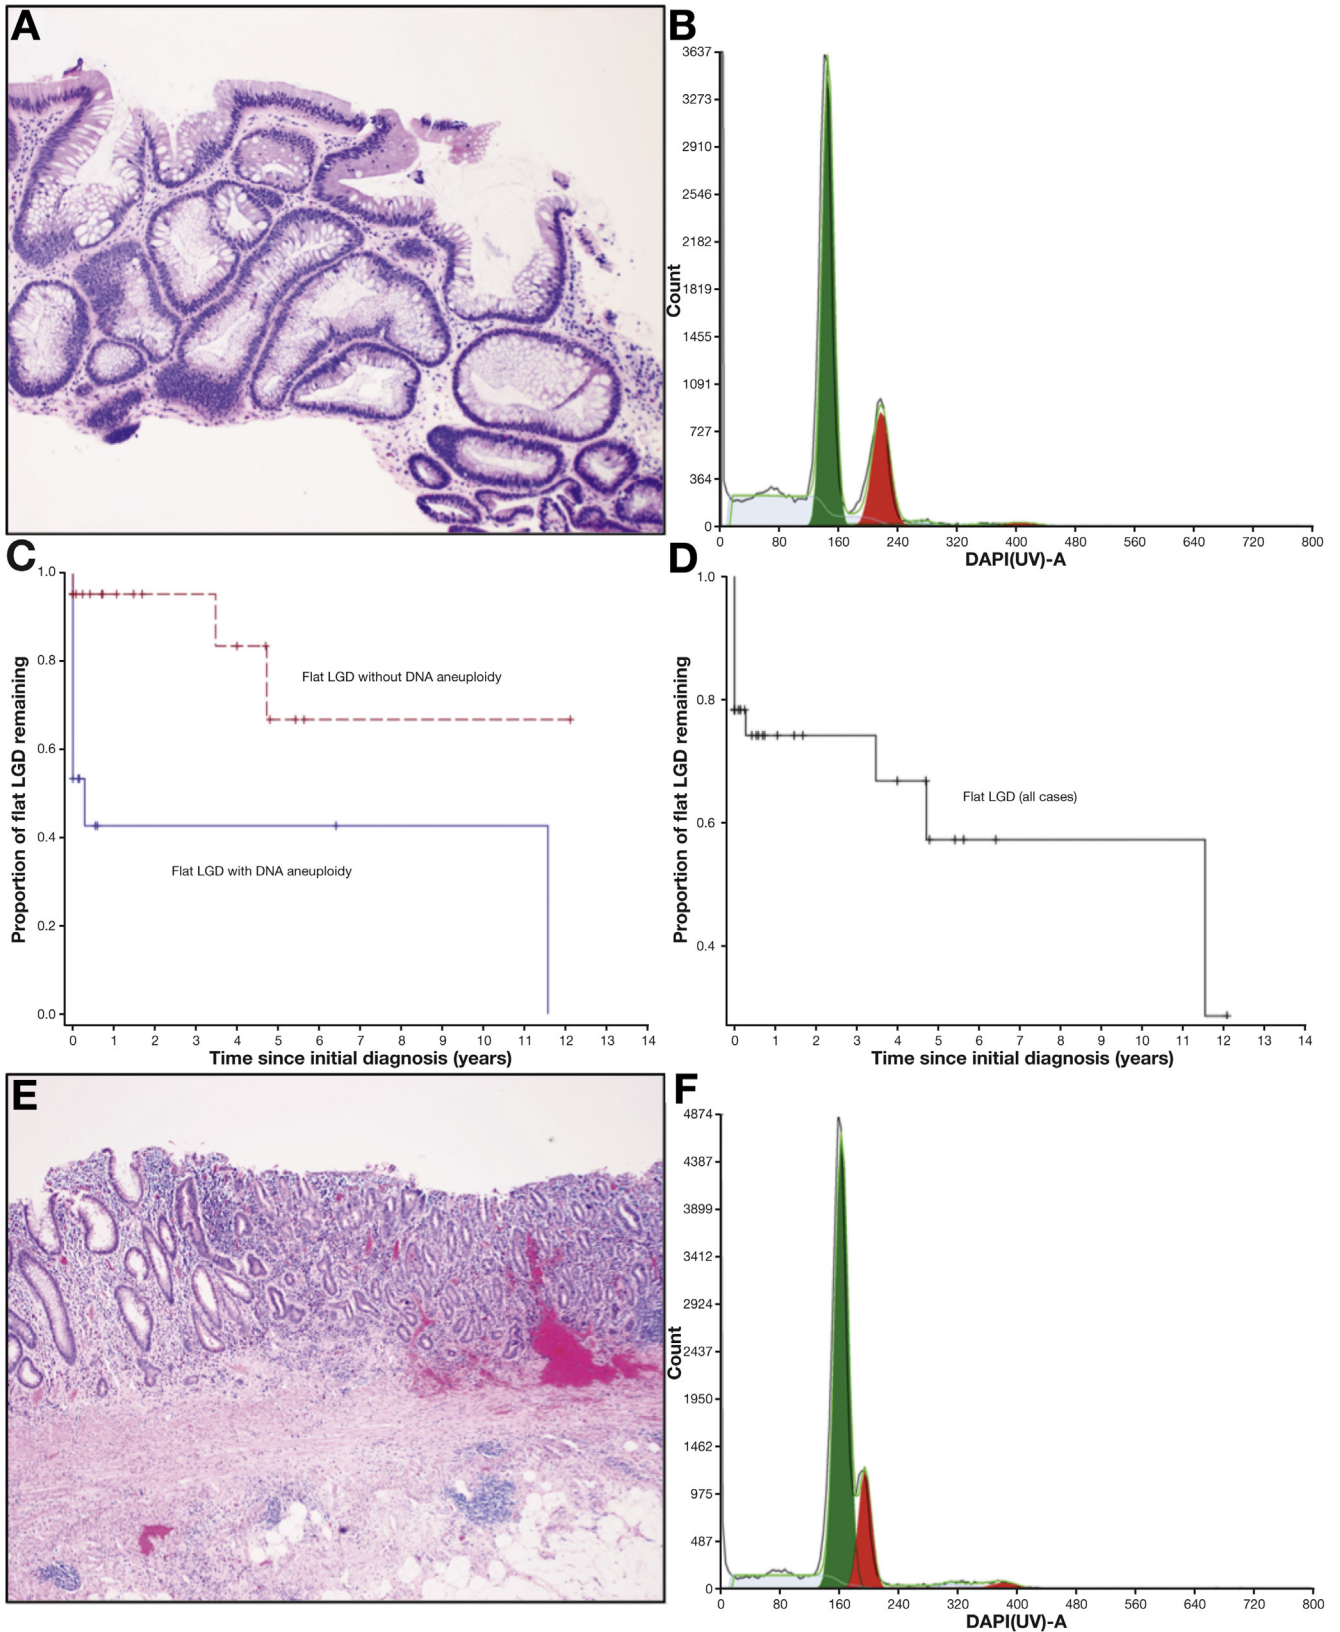 A
B
3637
3273
2910
2546
2182
1819
1455
1091
727
364
0
Count
0 80 160 240 320 400 480 560 640 720 800
DAPI(UV)-A
C
1.0
0.8
0.6
0.4
0.2
0.0
Proportion of flat LGD remaining
Flat LGD without DNA aneuploidy
Flat LGD with DNA aneuploidy
0 1 2 3 4 5 6 7 8 9 10 11 12 13 14
Time since initial diagnosis (years)
D
1.0
0.8
0.6
0.4
Proportion of flat LGD remaining
Flat LGD (all cases)
0 1 2 3 4 5 6 7 8 9 10 11 12 13 14
Time since initial diagnosis (years)
E
F
4874
4387
3899
3412
2924
2437
1950
1462
975
487
0
Count
0 80 160 240 320 400 480 560 640 720 800
DAPI(UV)-A